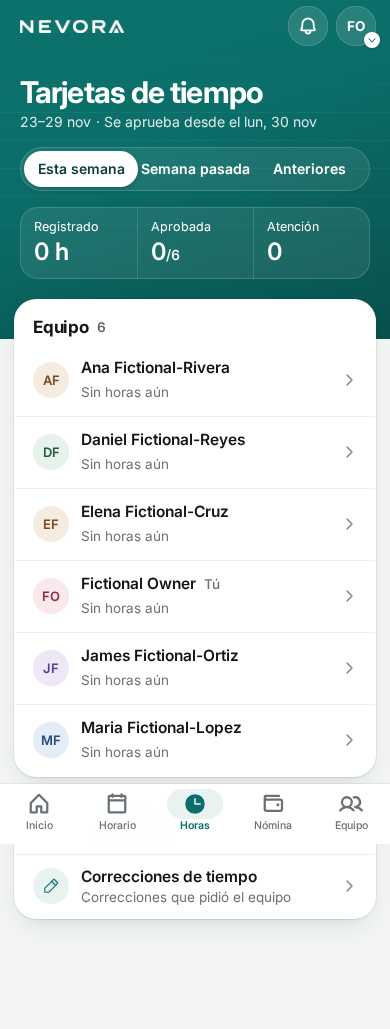 NEVORA
FO
Tarjetas de tiempo
23–29 nov · Se aprueba desde el lun, 30 nov
Esta semana
Semana pasada
Anteriores
Registrado
0 h
Aprobada
0/6
Atención
0
Equipo 6
AF
Ana Fictional-Rivera
Sin horas aún
DF
Daniel Fictional-Reyes
Sin horas aún
EF
Elena Fictional-Cruz
Sin horas aún
FO
Fictional Owner Tú
Sin horas aún
JF
James Fictional-Ortiz
Sin horas aún
MF
Maria Fictional-Lopez
Sin horas aún
Inicio
Horario
Horas
Nómina
Equipo
Correcciones de tiempo
Correcciones que pidió el equipo